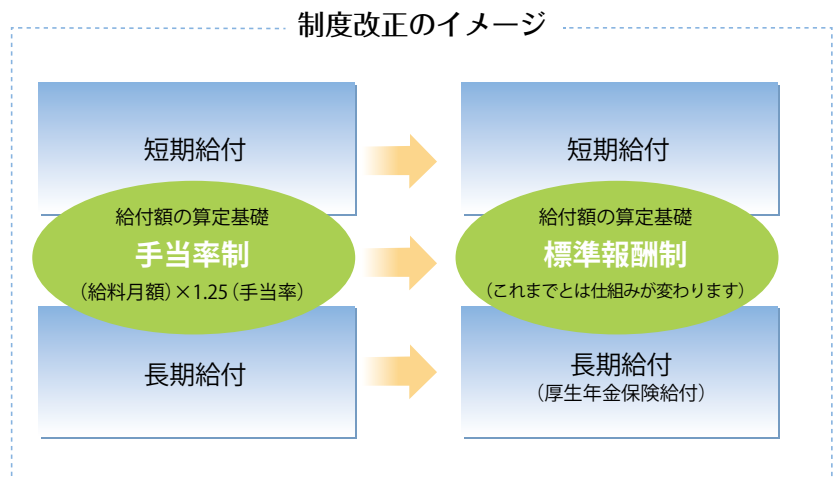 制度改正のイメージ
短期給付
給付額の算定基礎
手当率制
（給料月額）×1.25（手当率）
長期給付
短期給付
給付額の算定基礎
標準報酬制
（これまでとは仕組みが変わります）
長期給付
（厚生年金保険給付）